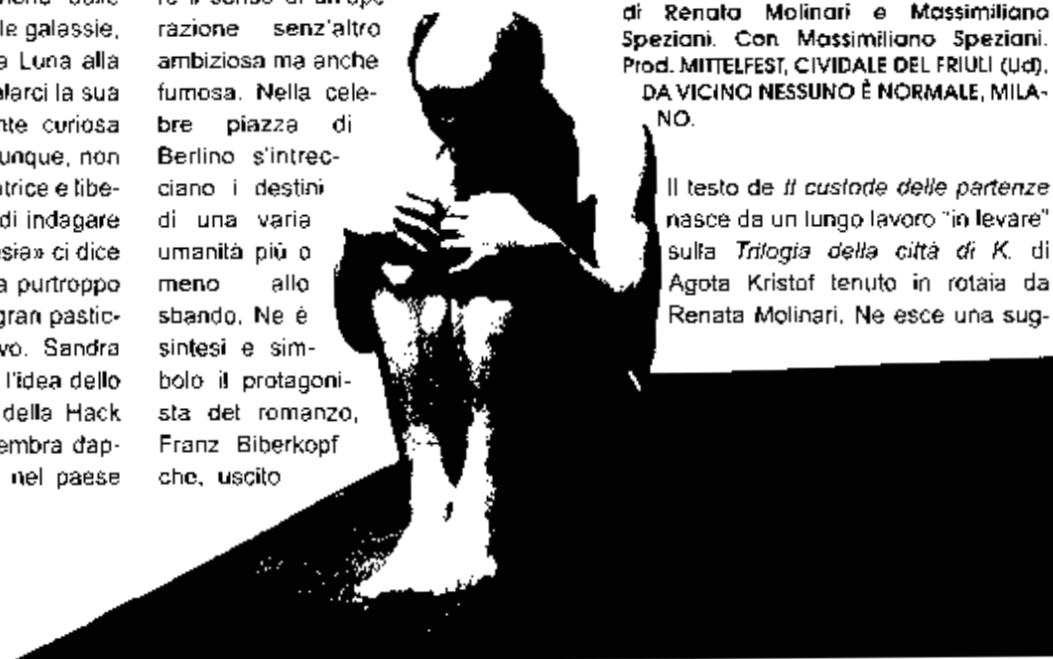 le galassie,
a Luna alla
larci la sua
nte curiosa
unque, non
atrice e libe-
di indagare
esia» ci dice
a purtroppo
gran pastic-
vo. Sandra
l'idea dello
della Hack
embra dap-
nel paese
razione senz'altro
ambiziosa ma anche
fumosa. Nella cele-
bre piazza di
Berlino s'intrec-
ciano i destini
di una varia
umanità più o
meno allo
sbando. Ne è
sintesi e sim-
bolo il protagoni-
sta del romanzo,
Franz Biberkopf
che, uscito
di Renata Molinari e Massimiliano
Speziani. Con Massimiliano Speziani.
Prod. MITTELFEST, CIVIDALE DEL FRIULI (Ud),
DA VICINO NESSUNO È NORMALE, MILA-
NO.
Il testo de Il custode delle partenze
nasce da un lungo lavoro "in levare"
sulla Trilogia della città di K. di
Agota Kristof tenuto in rotaia da
Renata Molinari. Ne esce una sug-